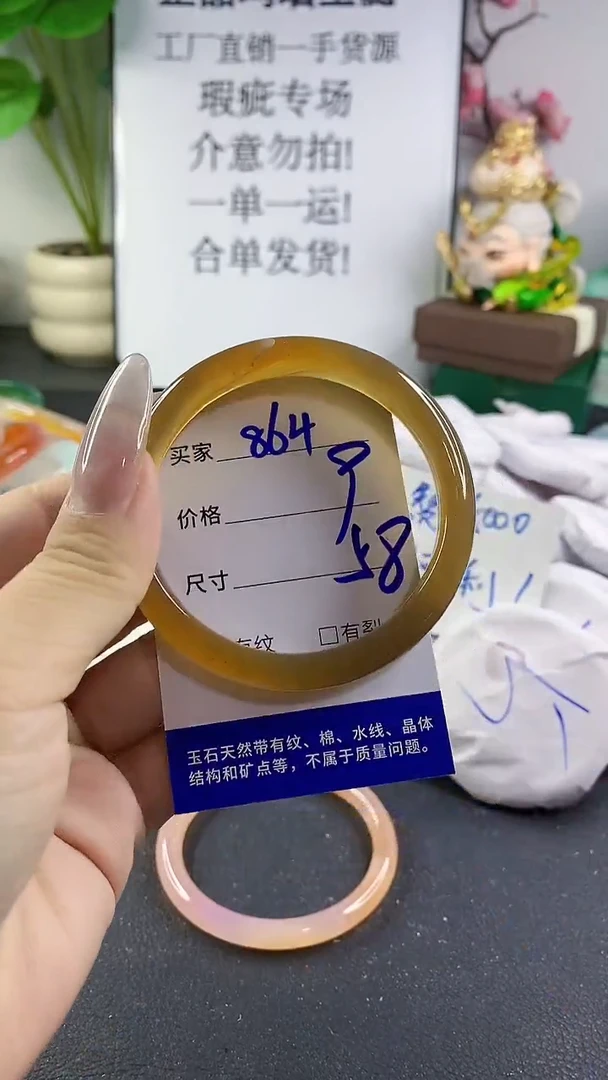 工厂直销一手货源
瑕疵专场
介意勿拍!
一单一运!
合单发货!
买家 864
价格 9
尺寸 58
有纹 □有裂
玉石天然带有纹、棉、水线、晶体
结构和矿点等，不属于质量问题。